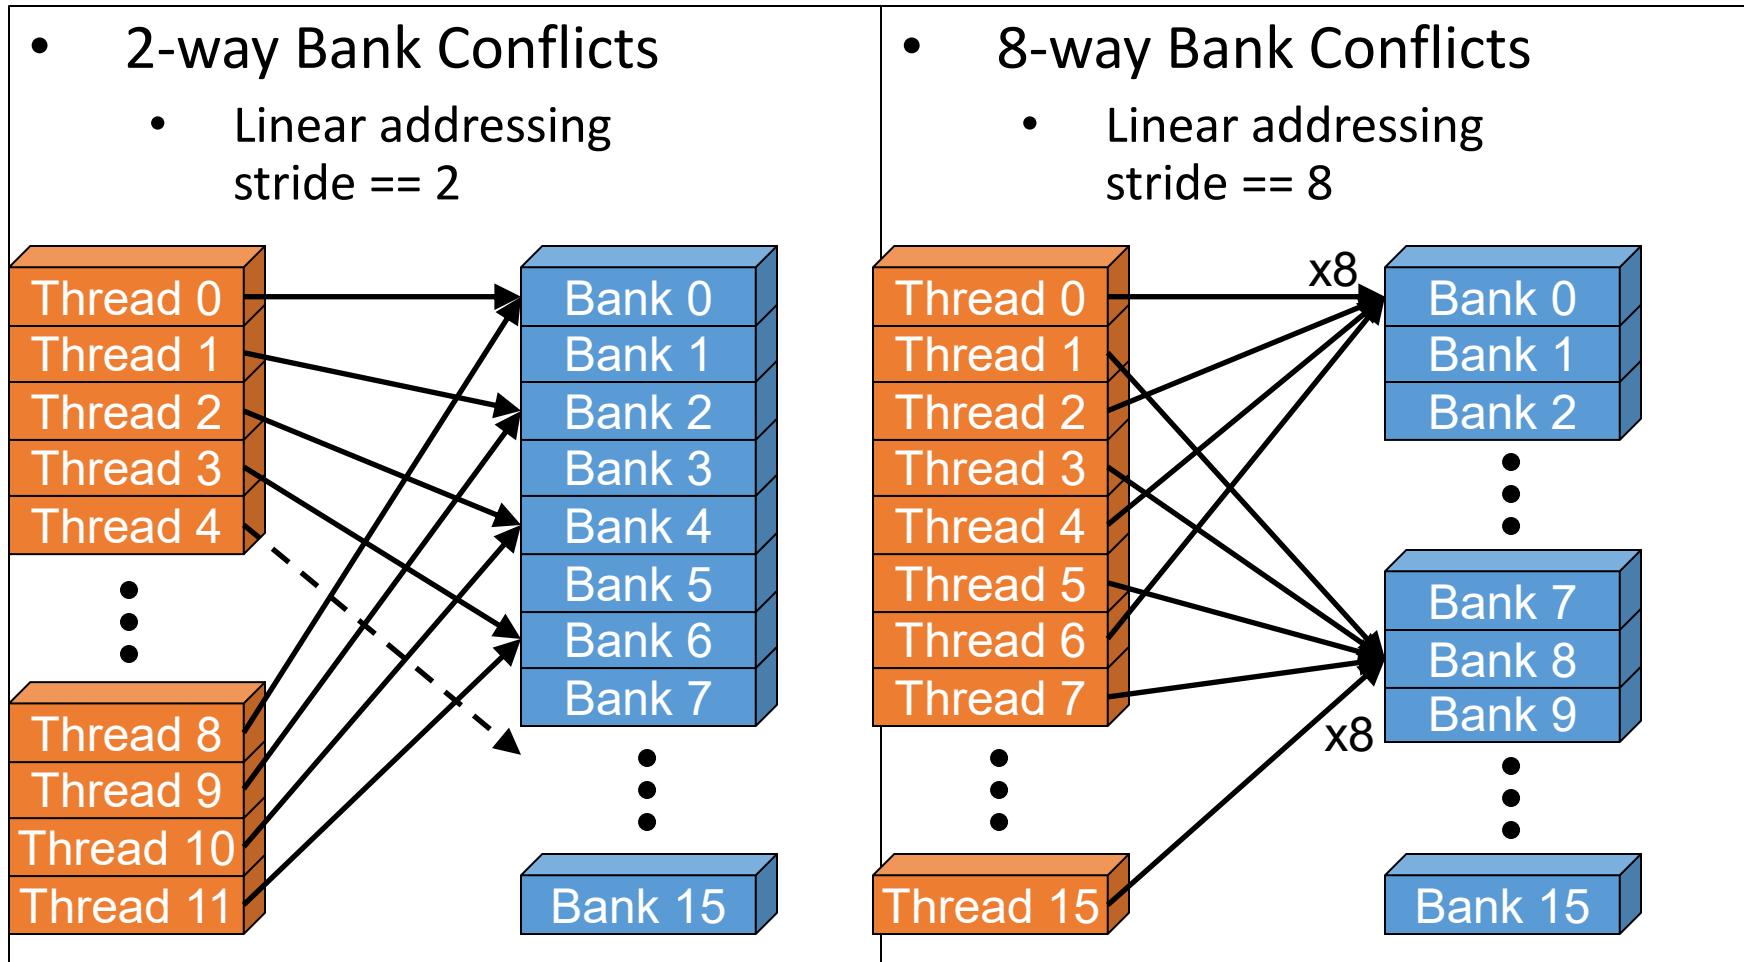 • 2-way Bank Conflicts
• Linear addressing
stride == 2
Thread 0
Thread 1
Thread 2
Thread 3
Thread 4
Thread 8
Thread 9
Thread 10
Thread 11
Bank 0
Bank 1
Bank 2
Bank 3
Bank 4
Bank 5
Bank 6
Bank 7
Bank 15
• 8-way Bank Conflicts
• Linear addressing
stride == 8
Thread 0
Thread 1
Thread 2
Thread 3
Thread 4
Thread 5
Thread 6
Thread 7
Thread 15
x8
x8
Bank 0
Bank 1
Bank 2
Bank 7
Bank 8
Bank 9
Bank 15